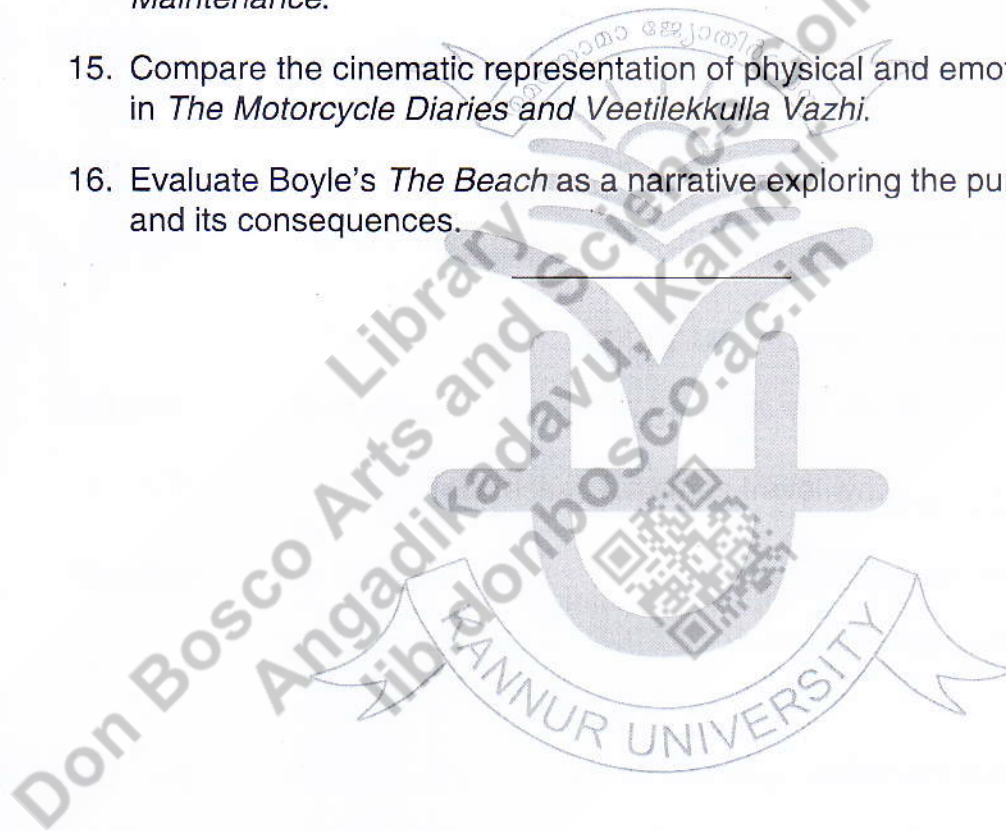 Maintenance.
15. Compare the cinematic representation of physical and emot
in The Motorcycle Diaries and Veetilekkulla Vazhi.
16. Evaluate Boyle's The Beach as a narrative exploring the pu
and its consequences.
Library
Don Bosco Arts and Science Coll
Angadikadavu, Kannur
lib.donbosco.ac.in
KANNUR UNIVERSITY